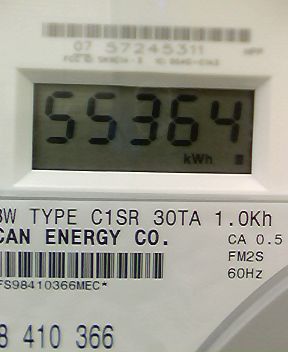 07 57245311
55364
kWh
3W TYPE C1SR 30TA 1.0Kh
CAN ENERGY CO.
CA 0.5
FM2S
60Hz
FS98410366MEC*
8 410 366